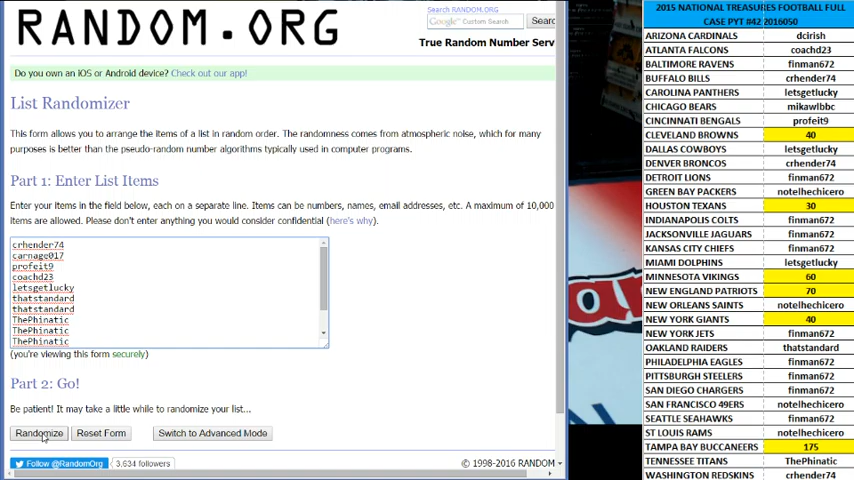 RANDOM.ORG
Search RANDOM.ORG
Google™ Custom Search
Searc
True Random Number Serv
Do you own an iOS or Android device? Check out our app!
List Randomizer
This form allows you to arrange the items of a list in random order. The randomness comes from atmospheric noise, which for many
purposes is better than the pseudo-random number algorithms typically used in computer programs.
Part 1: Enter List Items
Enter your items in the field below, each on a separate line. Items can be numbers, names, email addresses, etc. A maximum of 10,000
items are allowed. Please don't enter anything you would consider confidential (here's why).
crhender74
carnage017
profeit9
coachd23
letsgetlucky
thatstandard
thatstandard
ThePhinatic
ThePhinatic
ThePhinatic
(you're viewing this form securely)
Part 2: Go!
Be patient! It may take a little while to randomize your list...
Randomize
Reset Form
Switch to Advanced Mode
Follow @RandomOrg
3,634 followers
© 1998-2016 RANDOM
2015 NATIONAL TREASURES FOOTBALL FULL
CASE PYT #42 2016050
ARIZONA CARDINALS dcirish
ATLANTA FALCONS coachd23
BALTIMORE RAVENS finman672
BUFFALO BILLS crhender74
CAROLINA PANTHERS letsgetlucky
CHICAGO BEARS mikawlbbc
CINCINNATI BENGALS profeit9
CLEVELAND BROWNS 40
DALLAS COWBOYS letsgetlucky
DENVER BRONCOS crhender74
DETROIT LIONS finman672
GREEN BAY PACKERS notelhechicero
HOUSTON TEXANS 30
INDIANAPOLIS COLTS finman672
JACKSONVILLE JAGUARS finman672
KANSAS CITY CHIEFS finman672
MIAMI DOLPHINS letsgetlucky
MINNESOTA VIKINGS 60
NEW ENGLAND PATRIOTS 70
NEW ORLEANS SAINTS notelhechicero
NEW YORK GIANTS 40
NEW YORK JETS finman672
OAKLAND RAIDERS thatstandard
PHILADELPHIA EAGLES finman672
PITTSBURGH STEELERS finman672
SAN DIEGO CHARGERS finman672
SAN FRANCISCO 49ERS notelhechicero
SEATTLE SEAHAWKS finman672
ST LOUIS RAMS notelhechicero
TAMPA BAY BUCCANEERS 175
TENNESSEE TITANS ThePhinatic
WASHINGTON REDSKINS crhender74